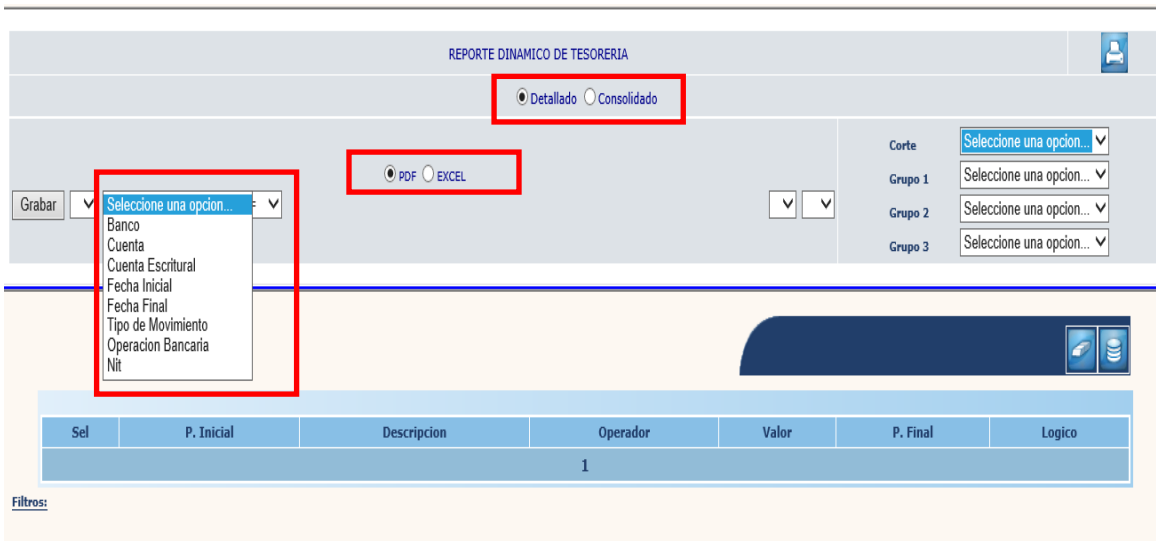 REPORTE DINAMICO DE TESORERIA
Detallado Consolidado
PDF EXCEL
Grabar
Seleccione una opcion... =
Banco
Cuenta
Cuenta Escritural
Fecha Inicial
Fecha Final
Tipo de Movimiento
Operacion Bancaria
Nit
Corte Seleccione una opcion...
Grupo 1 Seleccione una opcion...
Grupo 2 Seleccione una opcion...
Grupo 3 Seleccione una opcion...
Sel P. Inicial Descripcion Operador Valor P. Final Logico
1
Filtros: